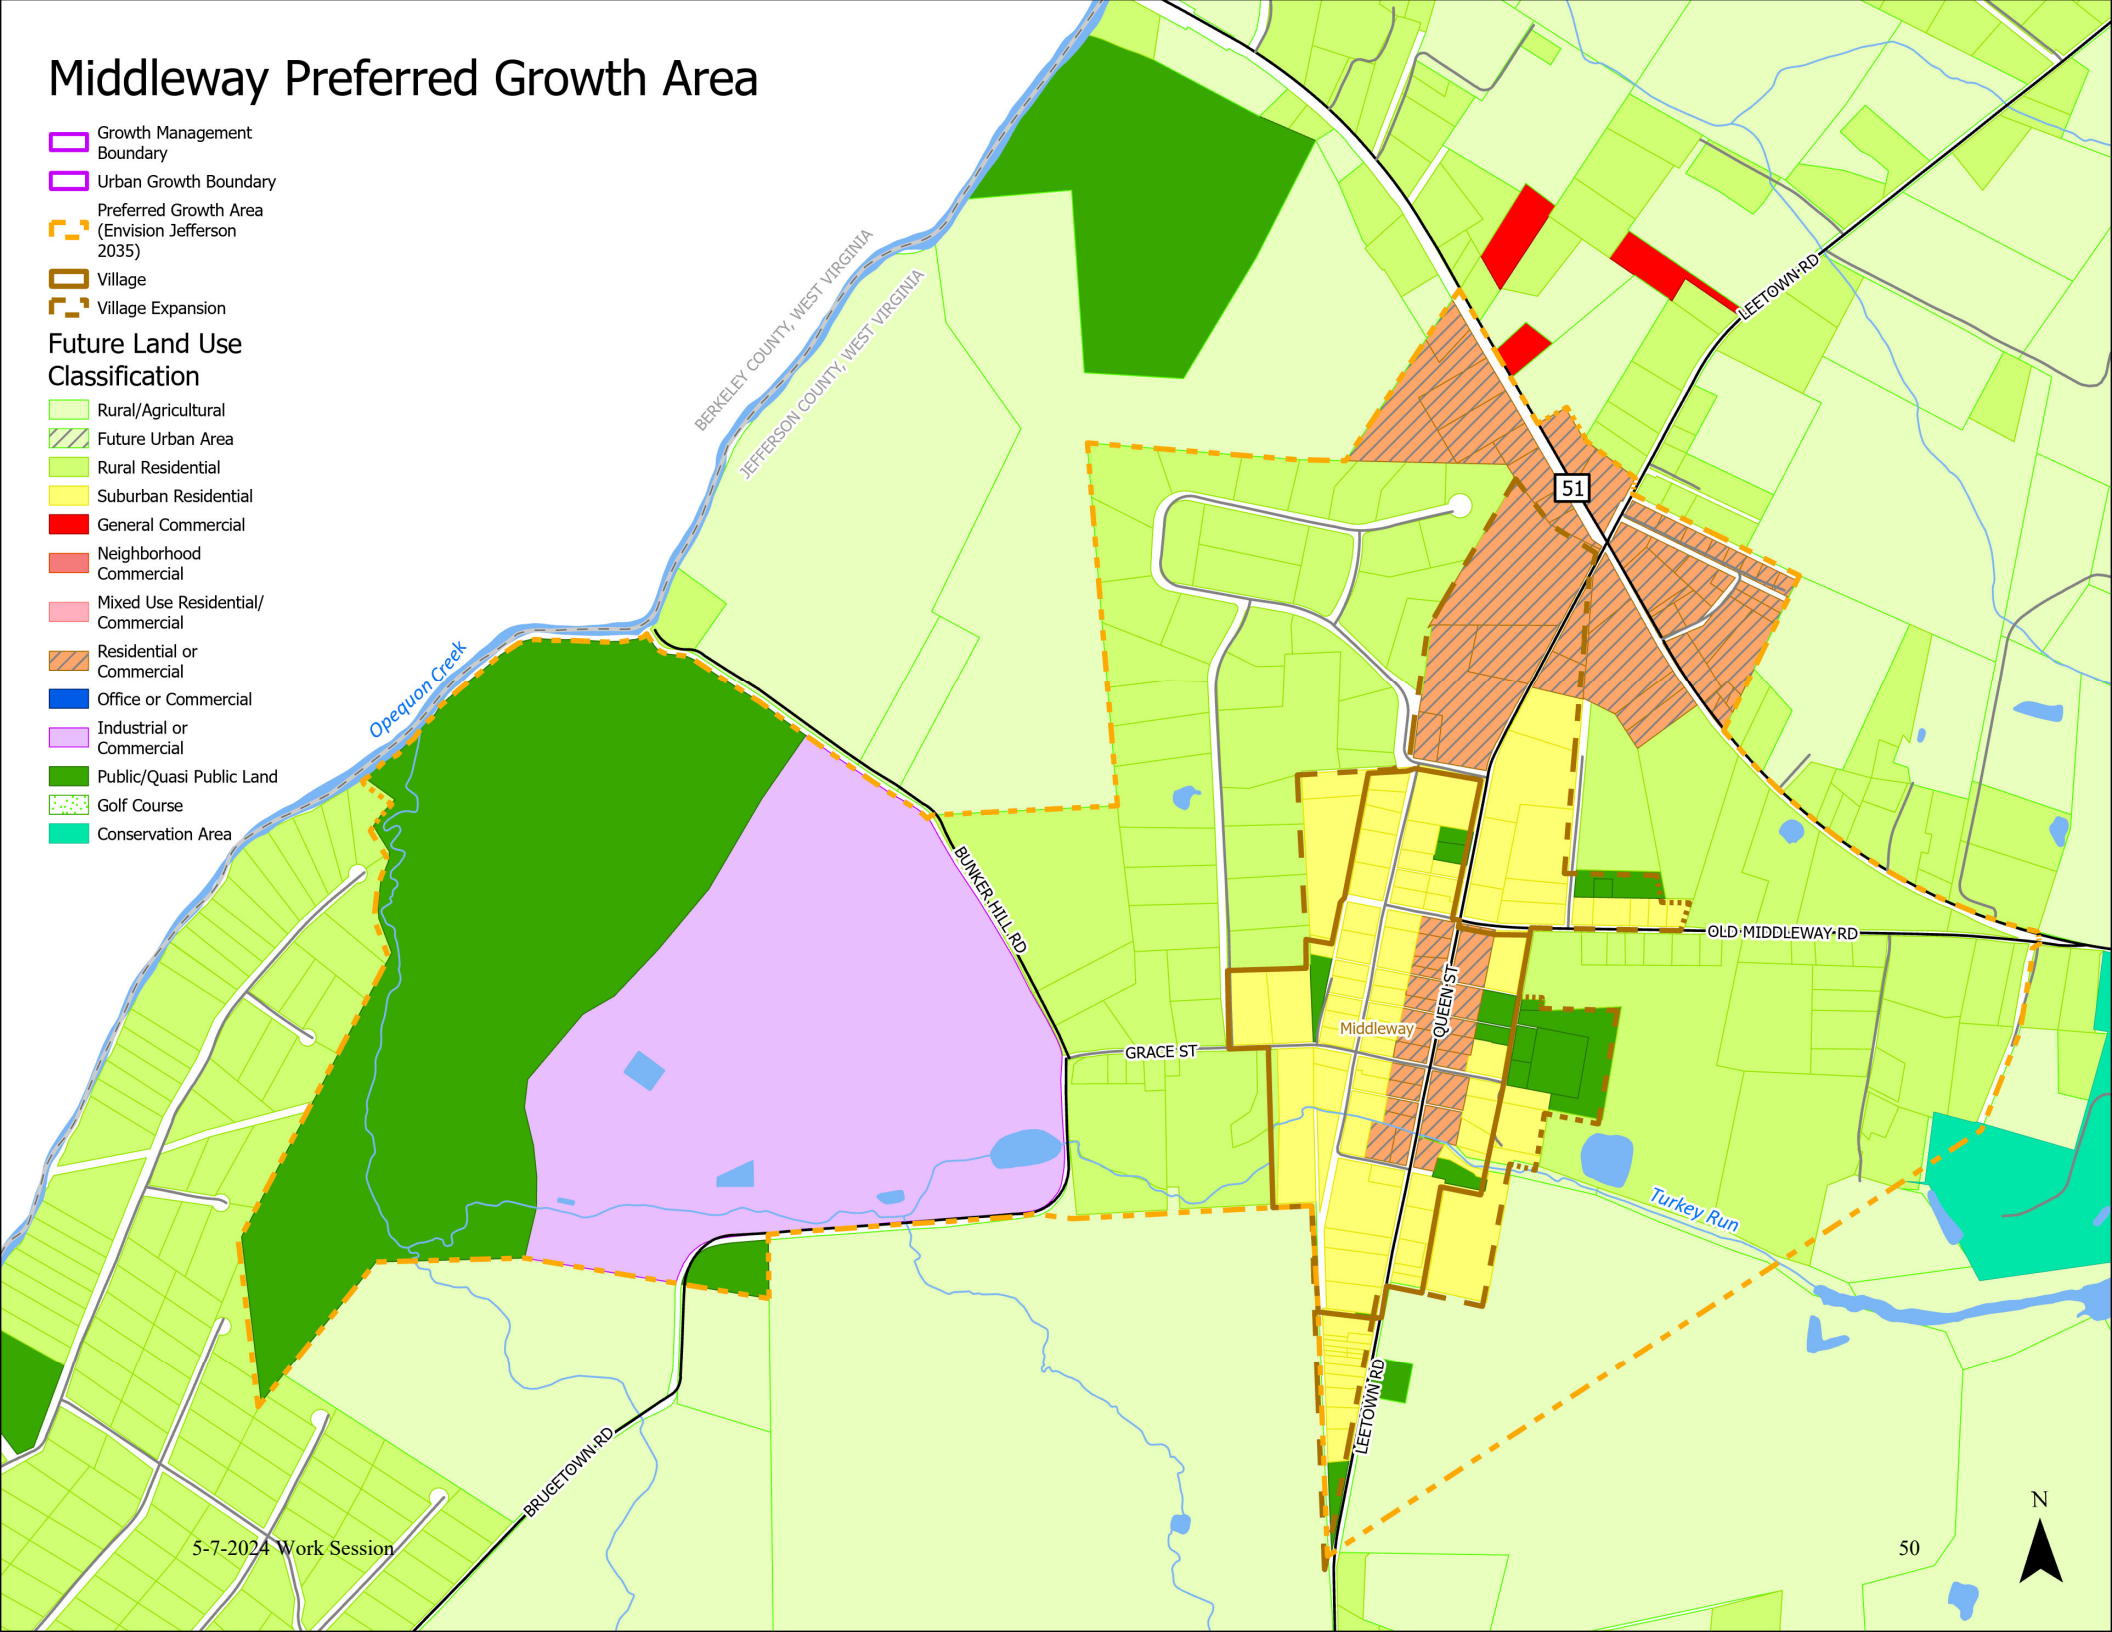 Middleway Preferred Growth Area
Growth Management
Boundary
Urban Growth Boundary
Preferred Growth Area
(Envision Jefferson
2035)
Village
Village Expansion
Future Land Use
Classification
Rural/Agricultural
Future Urban Area
Rural Residential
Suburban Residential
General Commercial
Neighborhood
Commercial
Mixed Use Residential/
Commercial
Residential or
Commercial
Office or Commercial
Industrial or
Commercial
Public/Quasi Public Land
Golf Course
Conservation Area
BERKELEY COUNTY, WEST VIRGINIA
JEFFERSON COUNTY, WEST VIRGINIA
Opequon Creek
LEETOWN RD
51
BUNKER HILL RD
OLD MIDDLEWAY RD
QUEEN ST
Middleway
GRACE ST
Turkey Run
LEETOWN RD
BRUCETOWN RD
N
5-7-2024 Work Session
50